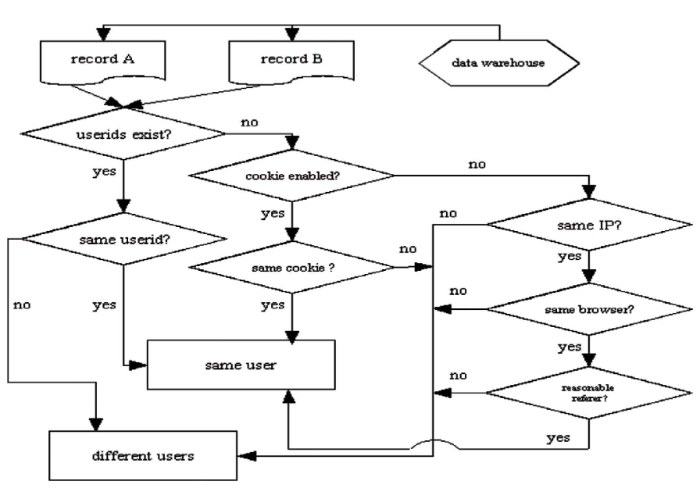 record A
record B
data warehouse
userids exist?
no
cookie enabled?
no
yes
yes
same userid?
same cookie ?
no
no
same IP?
yes
no
yes
yes
no
same browser?
yes
same user
no
reasonable
referer?
yes
different users